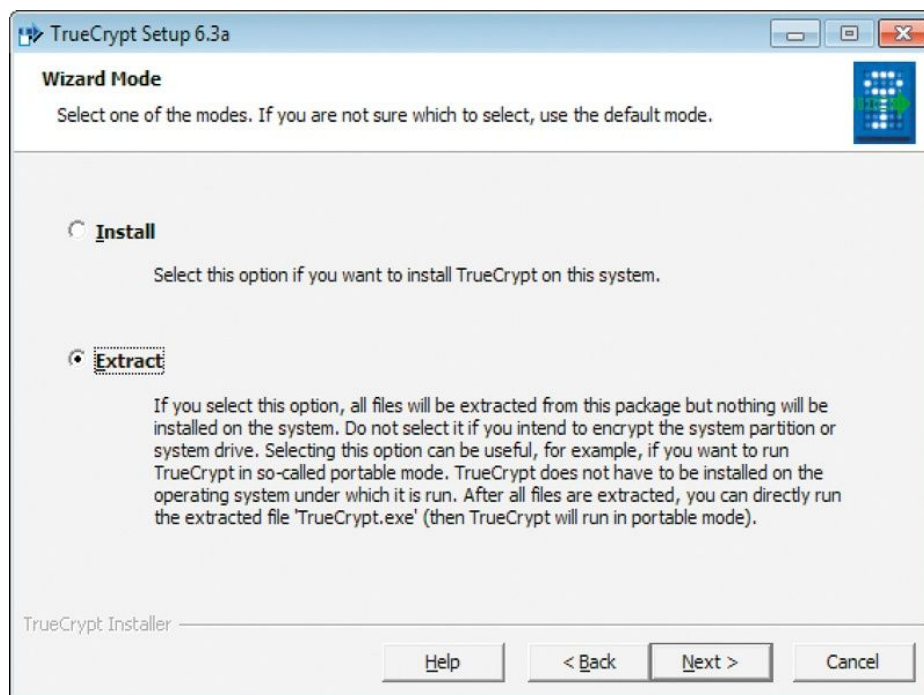 TrueCrypt Setup 6.3a
Wizard Mode
Select one of the modes. If you are not sure which to select, use the default mode.
Install
Select this option if you want to install TrueCrypt on this system.
Extract
If you select this option, all files will be extracted from this package but nothing will be
installed on the system. Do not select it if you intend to encrypt the system partition or
system drive. Selecting this option can be useful, for example, if you want to run
TrueCrypt in so-called portable mode. TrueCrypt does not have to be installed on the
operating system under which it is run. After all files are extracted, you can directly run
the extracted file 'TrueCrypt.exe' (then TrueCrypt will run in portable mode).
TrueCrypt Installer
Help < Back Next > Cancel